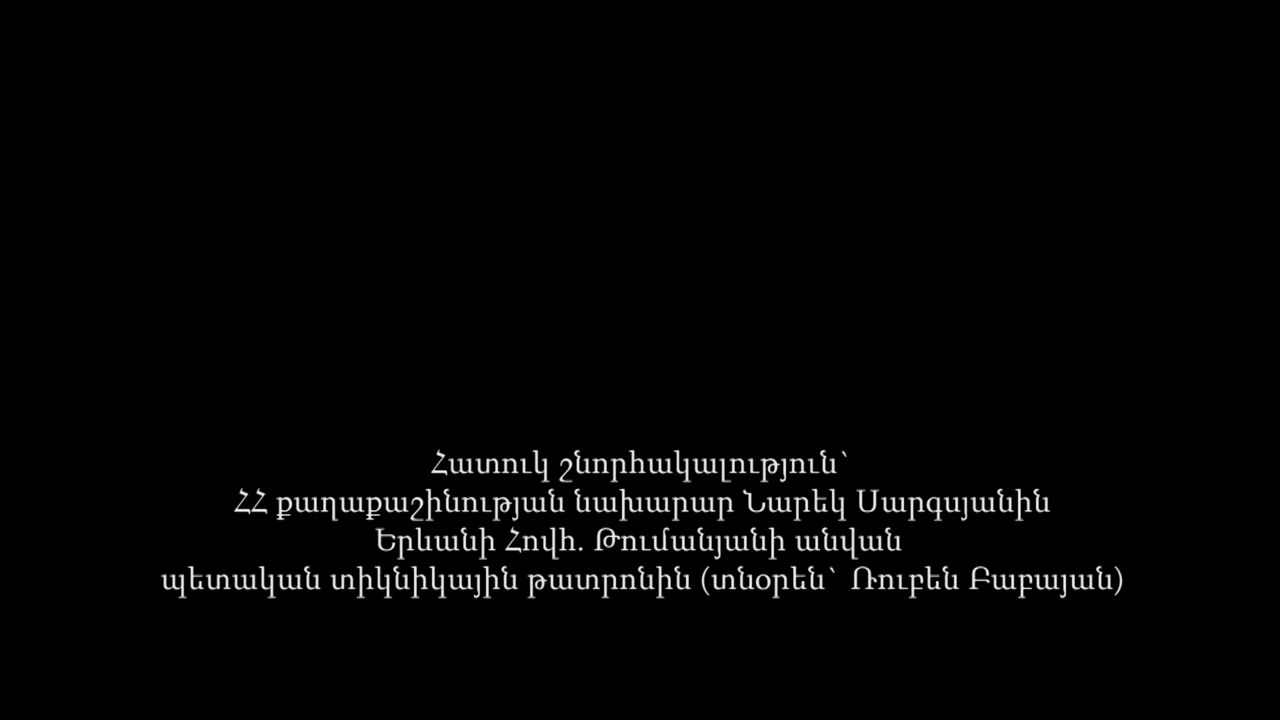 Հատուկ շնորհակալություն՝
ՀՀ քաղաքաշինության նախարար Նարեկ Սարգսյանին
Երևանի Հովհ. Թումանյանի անվան
պետական տիկնիկային թատրոնին (տնօրեն՝ Ռուբեն Բաբայան)